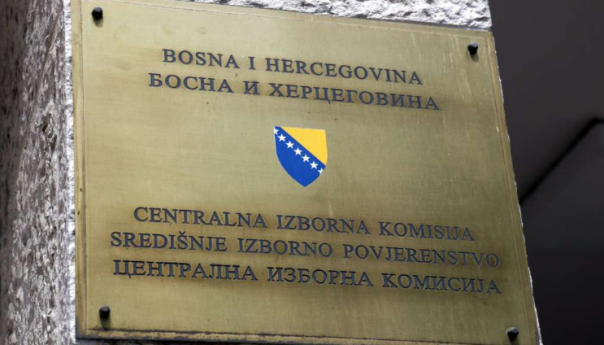 BOSNA I HERCEGOVINA
БОСНА И ХЕРЦЕГОВИНА
CENTRALNA IZBORNA KOMISIJA
SREDIŠNJE IZBORNO POVJERENSTVO
ЦЕНТРАЛНА ИЗБОРНА КОМИСИЈА